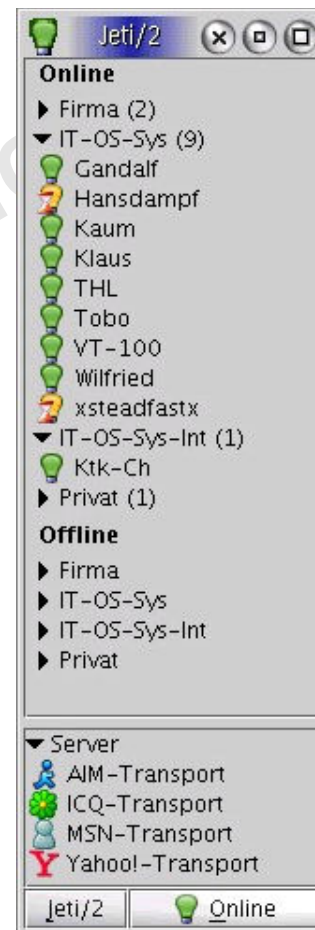 Jeti/2
Online
Firma (2)
IT-OS-Sys (9)
Gandalf
Hansdampf
Kaum
Klaus
THL
Tobo
VT-100
Wilfried
xsteadfastx
IT-OS-Sys-Int (1)
Ktk-Ch
Privat (1)
Offline
Firma
IT-OS-Sys
IT-OS-Sys-Int
Privat
Server
AIM-Transport
ICQ-Transport
MSN-Transport
Yahoo!-Transport
Jeti/2 Online